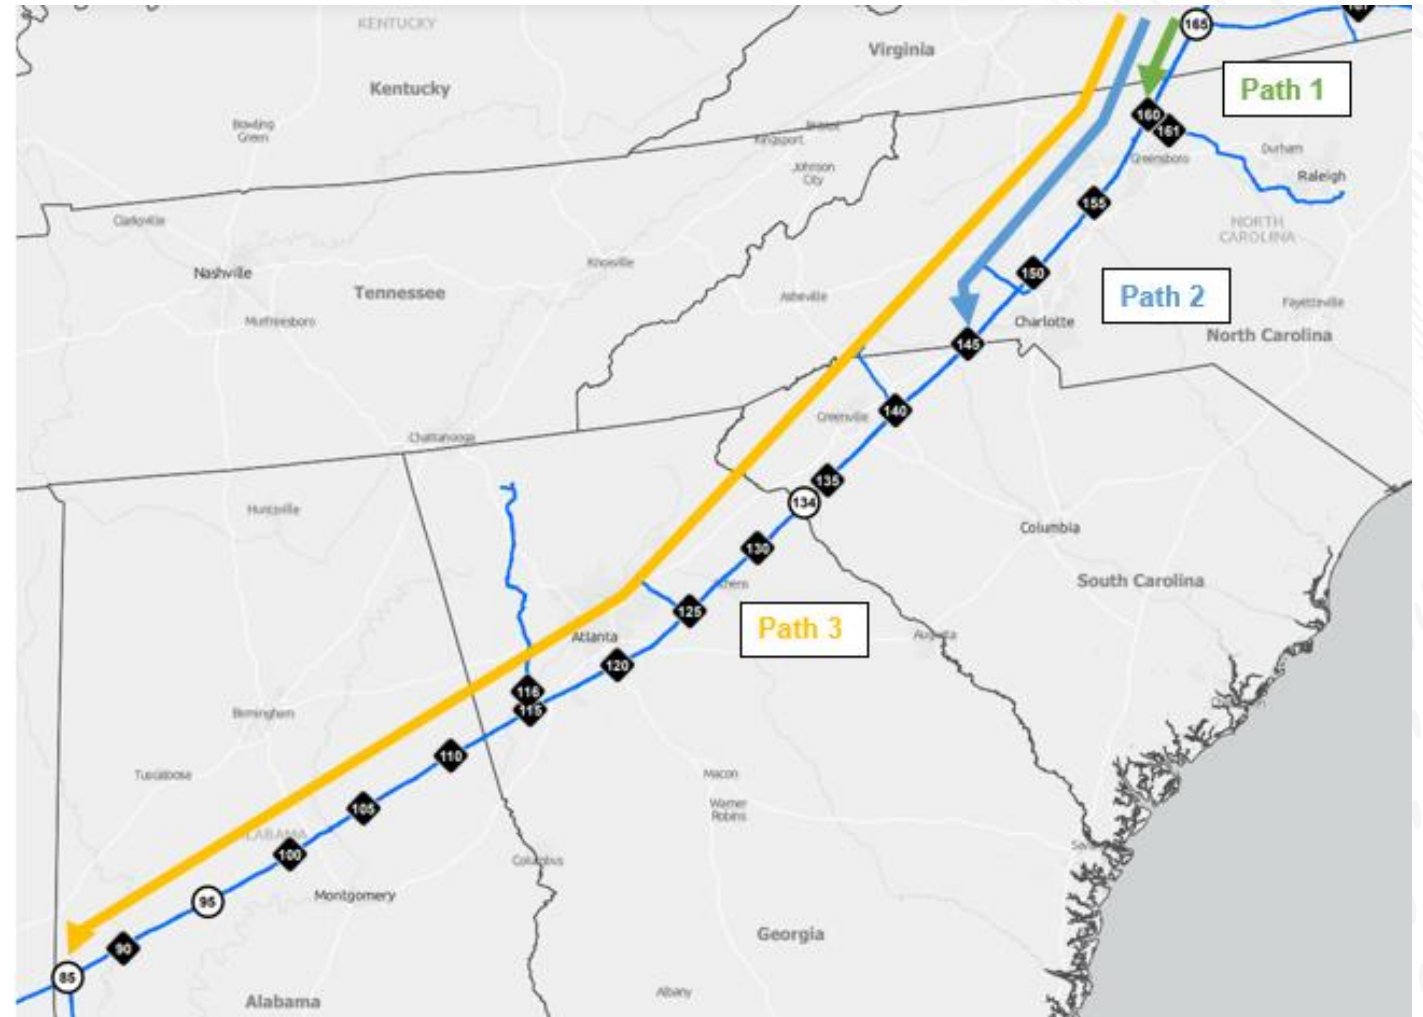 167
165
KENTUCKY
Virginia
Kentucky
Path 1
160
161
Bowling
Green
Bristol
Kingsport
Greensboro
Durham
Johnson
City
Raleigh
Clarksville
155
NORTH
CAROLINA
Nashville
Knoxville
150
Tennessee
Asheville
Path 2
Fayetteville
Murfreesboro
Charlotte
North Carolina
145
140
Greenville
Chattanooga
135
134
Huntsville
Columbia
130
South Carolina
Athens
125
Path 3
Atlanta
Augusta
120
116
115
Birmingham
110
Tuscaloosa
Macon
105
Warner
Robins
LABAMA
100
Columbus
95
Montgomery
90
Georgia
85
Albany
Alabama